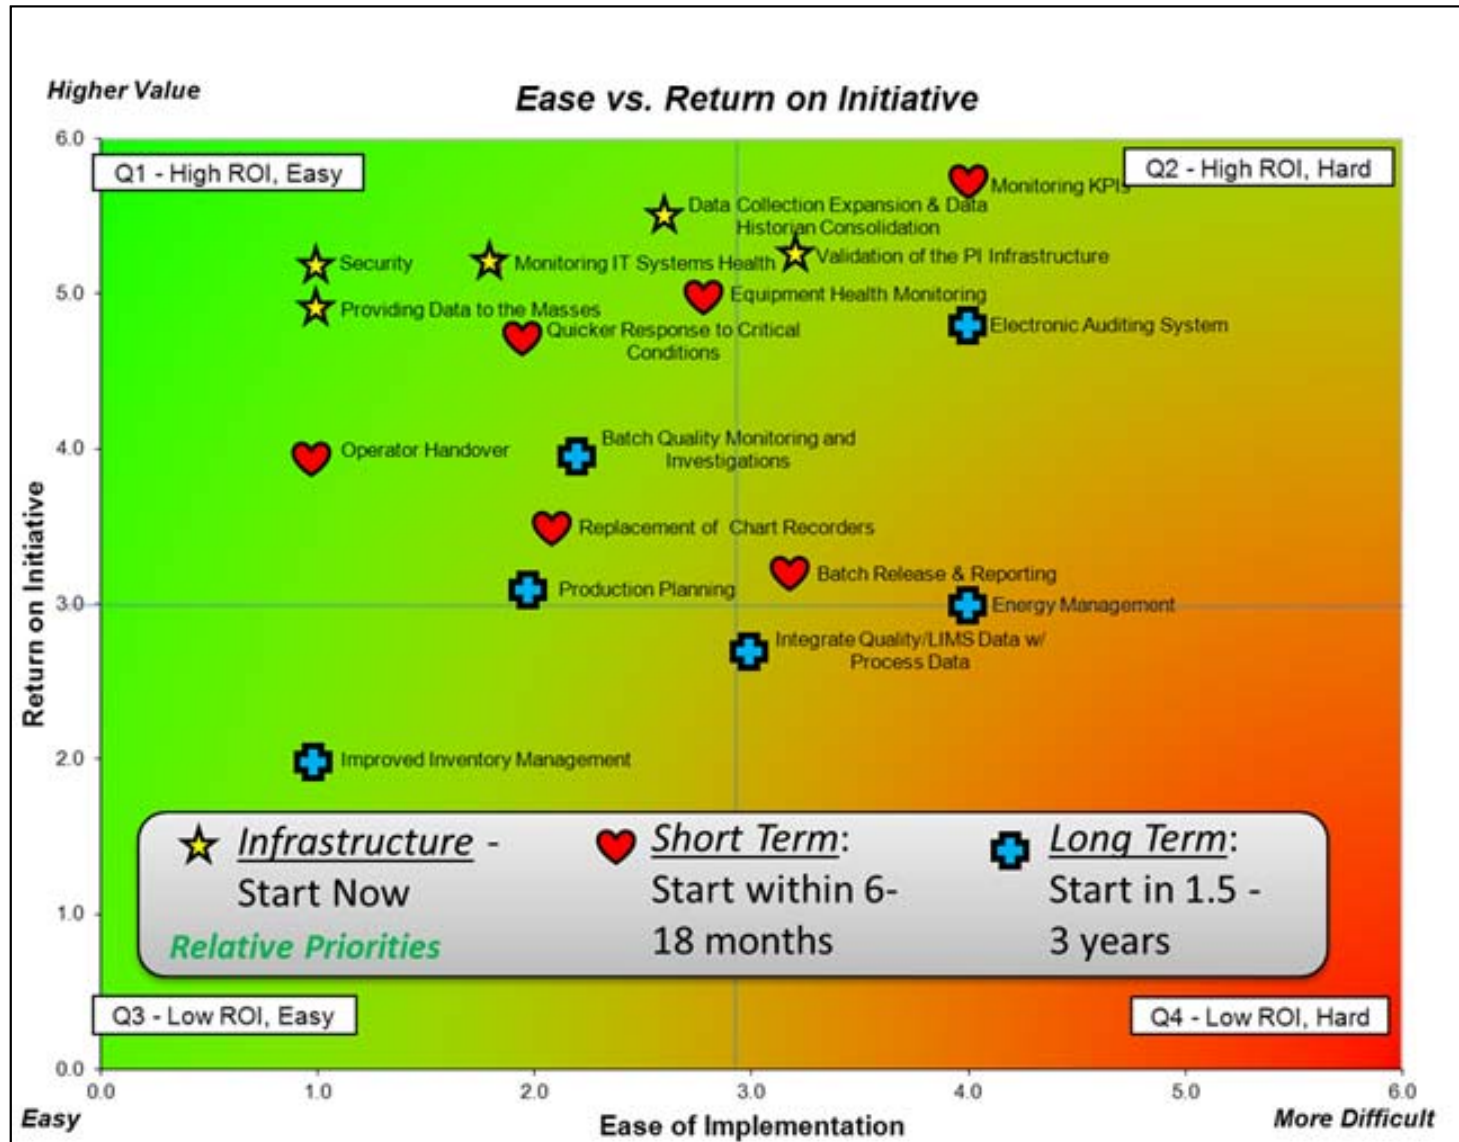 Higher Value
Ease vs. Return on Initiative
6.0
Q1 - High ROI, Easy
Q2 - High ROI, Hard
Monitoring KPIs
Data Collection Expansion & Data
Historian Consolidation
Validation of the PI Infrastructure
Security
Monitoring IT Systems Health
5.0
Equipment Health Monitoring
Providing Data to the Masses
Quicker Response to Critical
Conditions
Electronic Auditing System
4.0
Operator Handover
Batch Quality Monitoring and
Investigations
Replacement of Chart Recorders
Batch Release & Reporting
Production Planning
3.0
Energy Management
Integrate Quality/LIMS Data w/
Process Data
Return on Initiative
2.0
Improved Inventory Management
Infrastructure -
Start Now
Relative Priorities
Short Term:
Start within 6-
18 months
Long Term:
Start in 1.5 -
3 years
1.0
Q3 - Low ROI, Easy
Q4 - Low ROI, Hard
0.0
0.0 1.0 2.0 3.0 4.0 5.0 6.0
Easy
Ease of Implementation
More Difficult